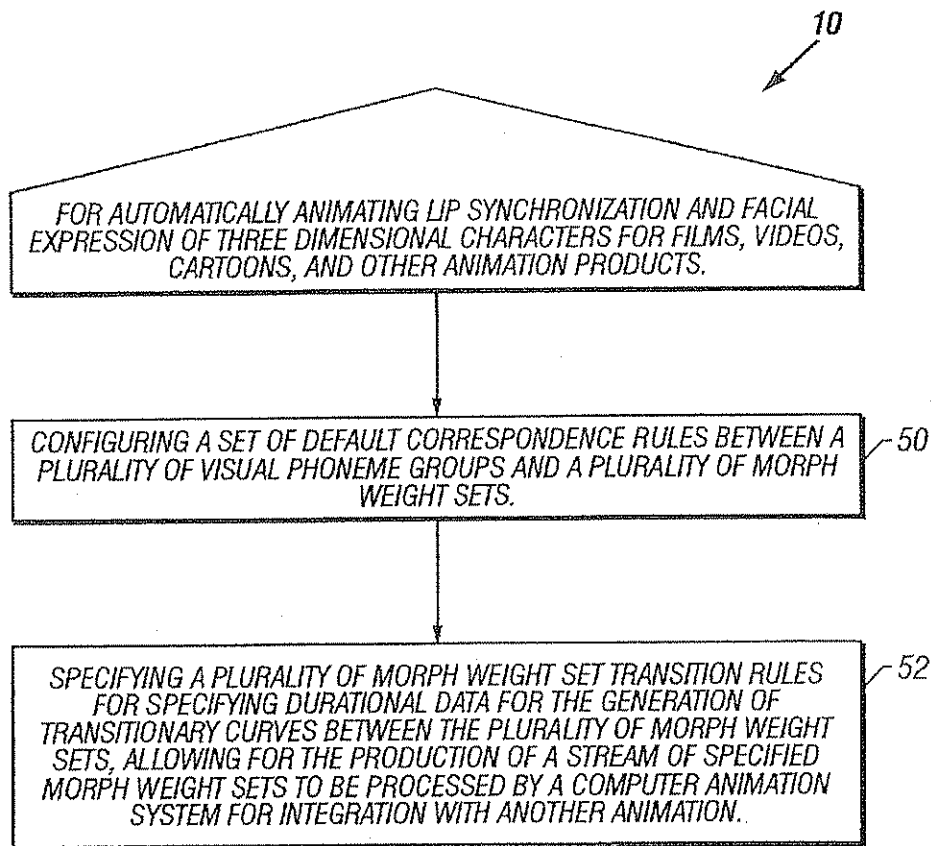 10
FOR AUTOMATICALLY ANIMATING LIP SYNCHRONIZATION AND FACIAL
EXPRESSION OF THREE DIMENSIONAL CHARACTERS FOR FILMS, VIDEOS,
CARTOONS, AND OTHER ANIMATION PRODUCTS.
CONFIGURING A SET OF DEFAULT CORRESPONDENCE RULES BETWEEN A
PLURALITY OF VISUAL PHONEME GROUPS AND A PLURALITY OF MORPH
WEIGHT SETS.
50
SPECIFYING A PLURALITY OF MORPH WEIGHT SET TRANSITION RULES
FOR SPECIFYING DURATIONAL DATA FOR THE GENERATION OF
TRANSITIONARY CURVES BETWEEN THE PLURALITY OF MORPH WEIGHT
SETS, ALLOWING FOR THE PRODUCTION OF A STREAM OF SPECIFIED
MORPH WEIGHT SETS TO BE PROCESSED BY A COMPUTER ANIMATION
SYSTEM FOR INTEGRATION WITH ANOTHER ANIMATION.
52